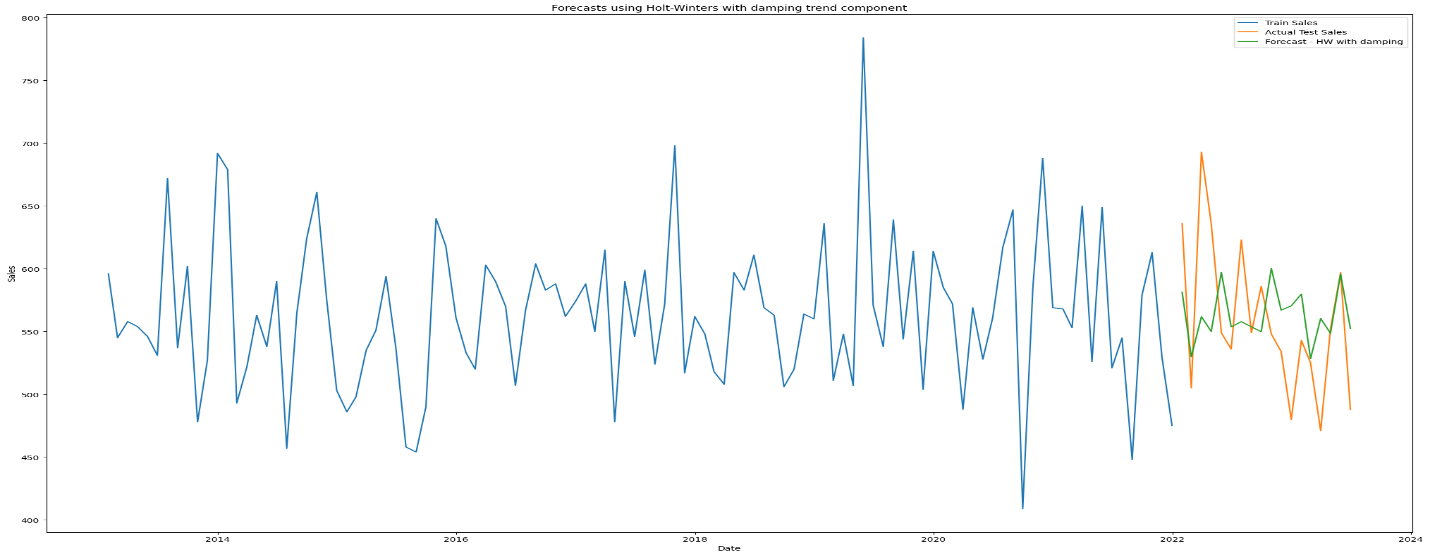 Forecasts using Holt-Winters with damping trend component
Train Sales
Actual Test Sales
Forecast - HW with damping
800
750
700
650
600
550
500
450
400
Sales
2014
2016
2018
2020
2022
2024
Date